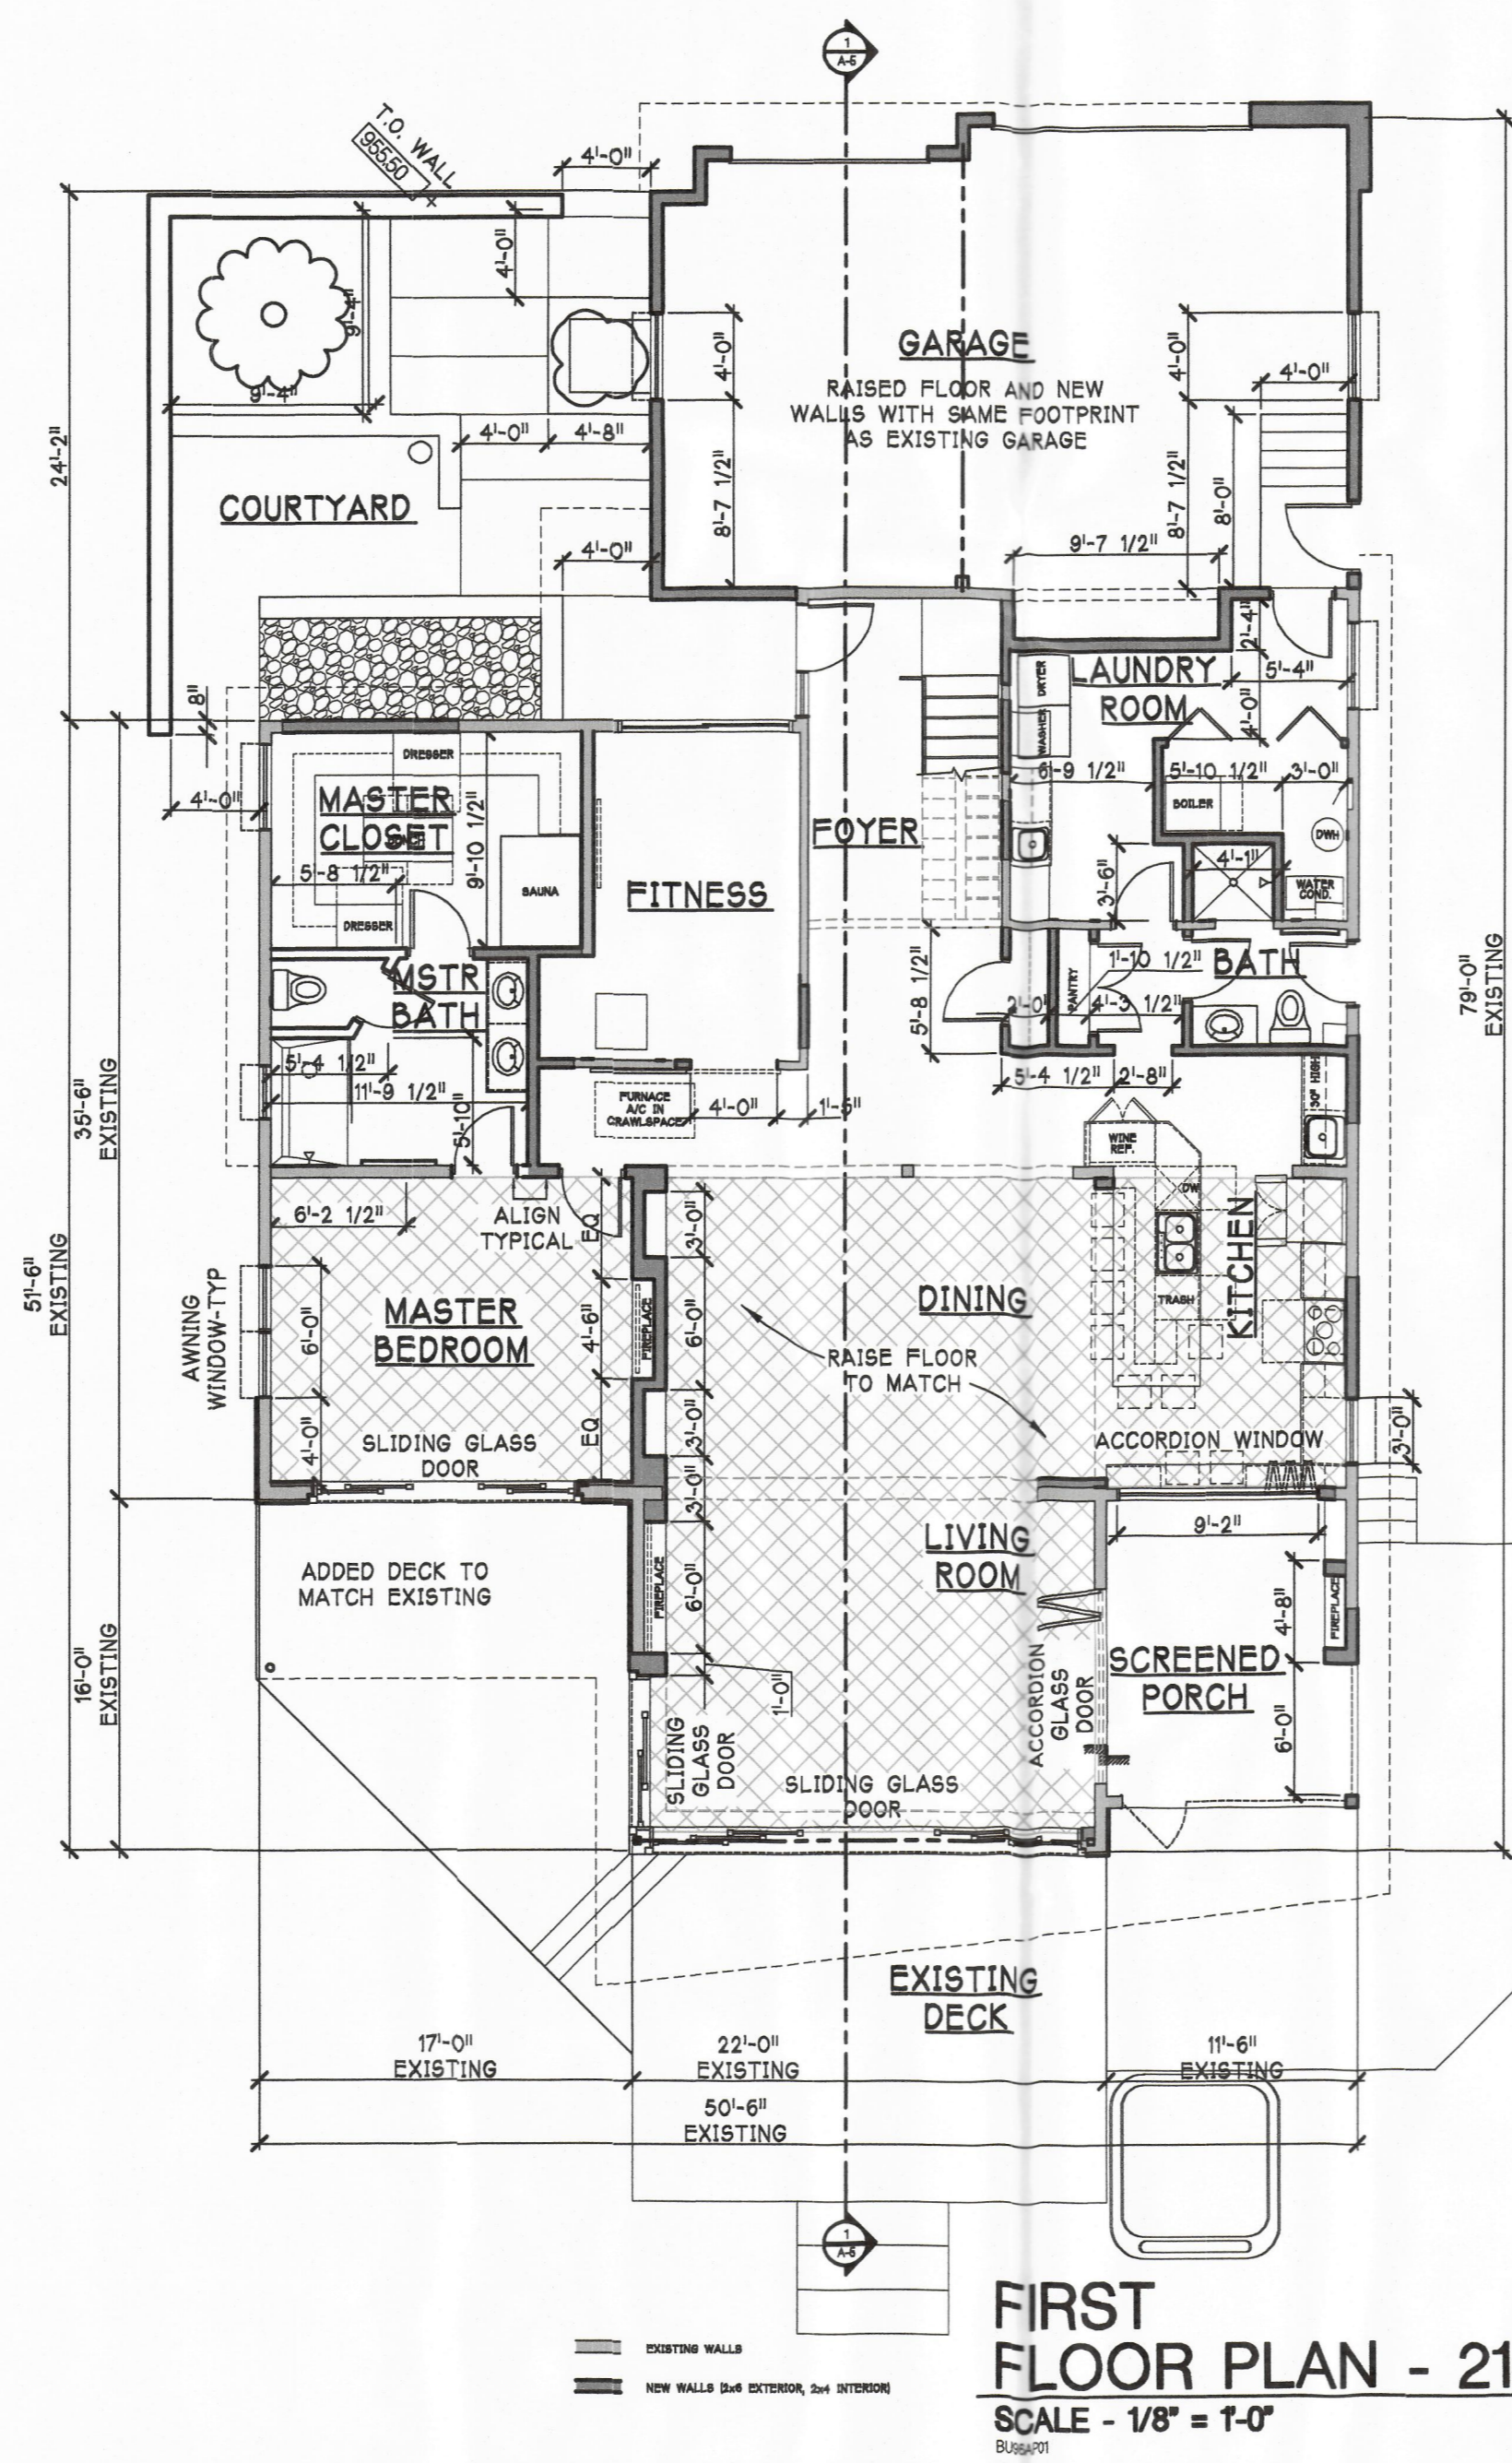 1
A-5
T.O. WALL
955.50
4'-0"
4'-0"
9'-4"
9'-4"
24'-2"
COURTYARD
4'-0"
4'-8"
4'-0"
GARAGE
RAISED FLOOR AND NEW
WALLS WITH SAME FOOTPRINT
AS EXISTING GARAGE
4'-0"
8'-7 1/2"
4'-0"
4'-0"
8'-7 1/2"
8'-0"
9'-7 1/2"
79'-0"
EXISTING
8"
4'-0"
2'-4"
5'-4"
4'-0"
LAUNDRY
ROOM
DRYER
WASHER
6'-9 1/2"
5'-10 1/2"
3'-0"
BOILER
DWH
4'-1"
WATER
COND.
3'-6"
DRESSER
MASTER
CLOSET
5'-8 1/2"
9'-10 1/2"
SAUNA
DRESSER
FITNESS
FOYER
MSTR
BATH
5'-4 1/2"
11'-9 1/2"
5'-10"
5'-8 1/2"
2'-0"
PANTRY
1'-10 1/2"
4'-3 1/2"
BATH
5'-4 1/2"
2'-8"
30" HIGH
FURNACE
A/C IN
CRAWLSPACE
4'-0"
1'-5"
WINE
REF.
DW
TRASH
KITCHEN
35'-6"
EXISTING
51'-6"
EXISTING
6'-2 1/2"
ALIGN
TYPICAL
EQ
4'-6"
EQ
AWNING
WINDOW-TYP
6'-0"
4'-0"
MASTER
BEDROOM
FIREPLACE
SLIDING GLASS
DOOR
3'-0"
6'-0"
3'-0"
3'-0"
6'-0"
1'-0"
DINING
RAISE FLOOR
TO MATCH
ACCORDION WINDOW
3'-0"
9'-2"
LIVING
ROOM
FIREPLACE
ADDED DECK TO
MATCH EXISTING
16'-0"
EXISTING
4'-8"
FIREPLACE
6'-0"
SCREENED
PORCH
ACCORDION
GLASS
DOOR
SLIDING
GLASS
DOOR
SLIDING GLASS
DOOR
EXISTING
DECK
17'-0"
EXISTING
22'-0"
EXISTING
11'-6"
EXISTING
50'-6"
EXISTING
1
A-5
EXISTING WALLS
NEW WALLS (2x6 EXTERIOR, 2x4 INTERIOR)
FIRST
FLOOR PLAN - 21
SCALE - 1/8" = 1'-0"
BU96AP01